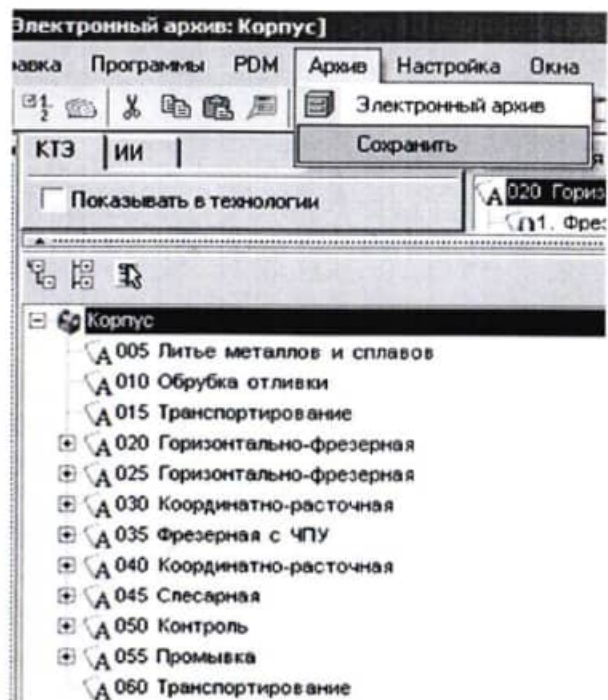 Электронный архив: Корпус]
равка Программы PDM Архив Настройка Окна
Электронный архив
Сохранить
КТЭ ИИ
Показывать в технологии
020 Гориз
1. Фрез
Корпус
005 Литье металлов и сплавов
010 Обрубка отливки
015 Транспортирование
020 Горизонтально-фрезерная
025 Горизонтально-фрезерная
030 Координатно-расточная
035 Фрезерная с ЧПУ
040 Координатно-расточная
045 Слесарная
050 Контроль
055 Промывка
060 Транспортирование